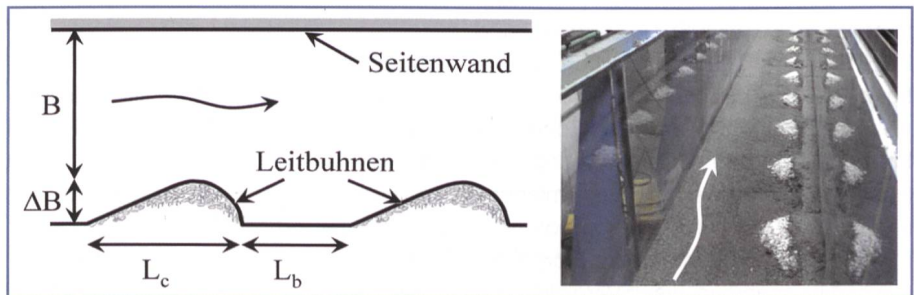 Seitenwand
B
Leitbuhnen
ΔB
L_c
L_b